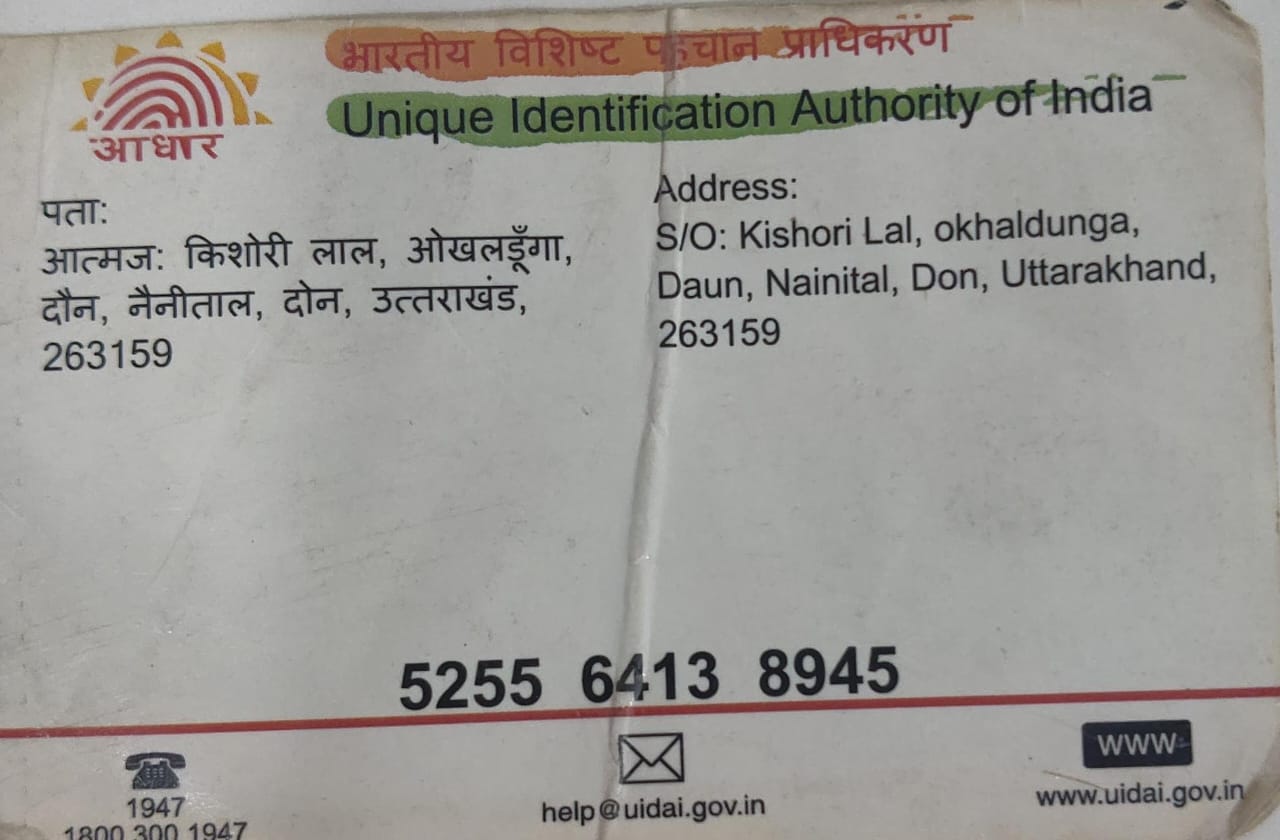 भारतीय विशिष्ट पहचान प्राधिकरण
Unique Identification Authority of India
आधार
पता:
आत्मज: किशोरी लाल, ओखलडूँगा,
दौन, नैनीताल, दोन, उत्तराखंड,
263159
Address:
S/O: Kishori Lal, okhaldunga,
Daun, Nainital, Don, Uttarakhand,
263159
5255 6413 8945
1947
1800 300 1947
help@uidai.gov.in
www
www.uidai.gov.in